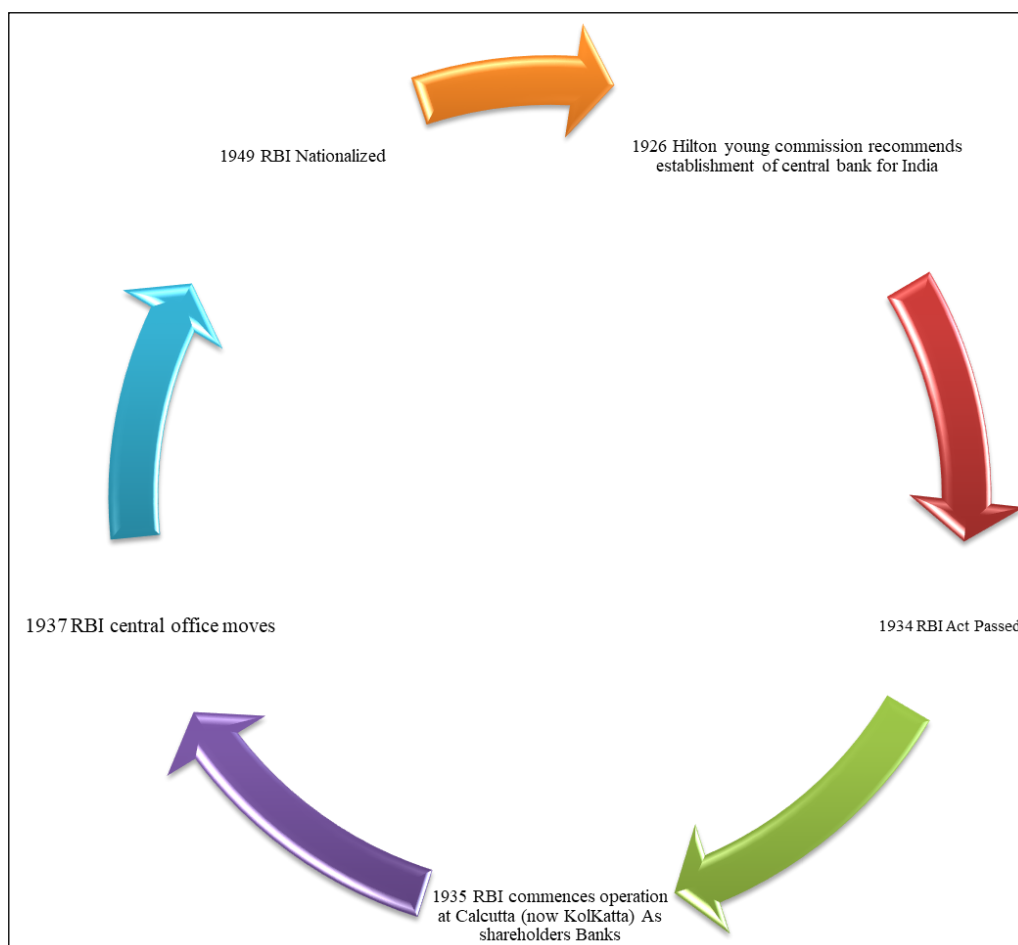 1949 RBI Nationalized
1926 Hilton young commission recommends
establishment of central bank for India
1937 RBI central office moves
1934 RBI Act Passed
1935 RBI commences operation
at Calcutta (now KolKatta) As
shareholders Banks